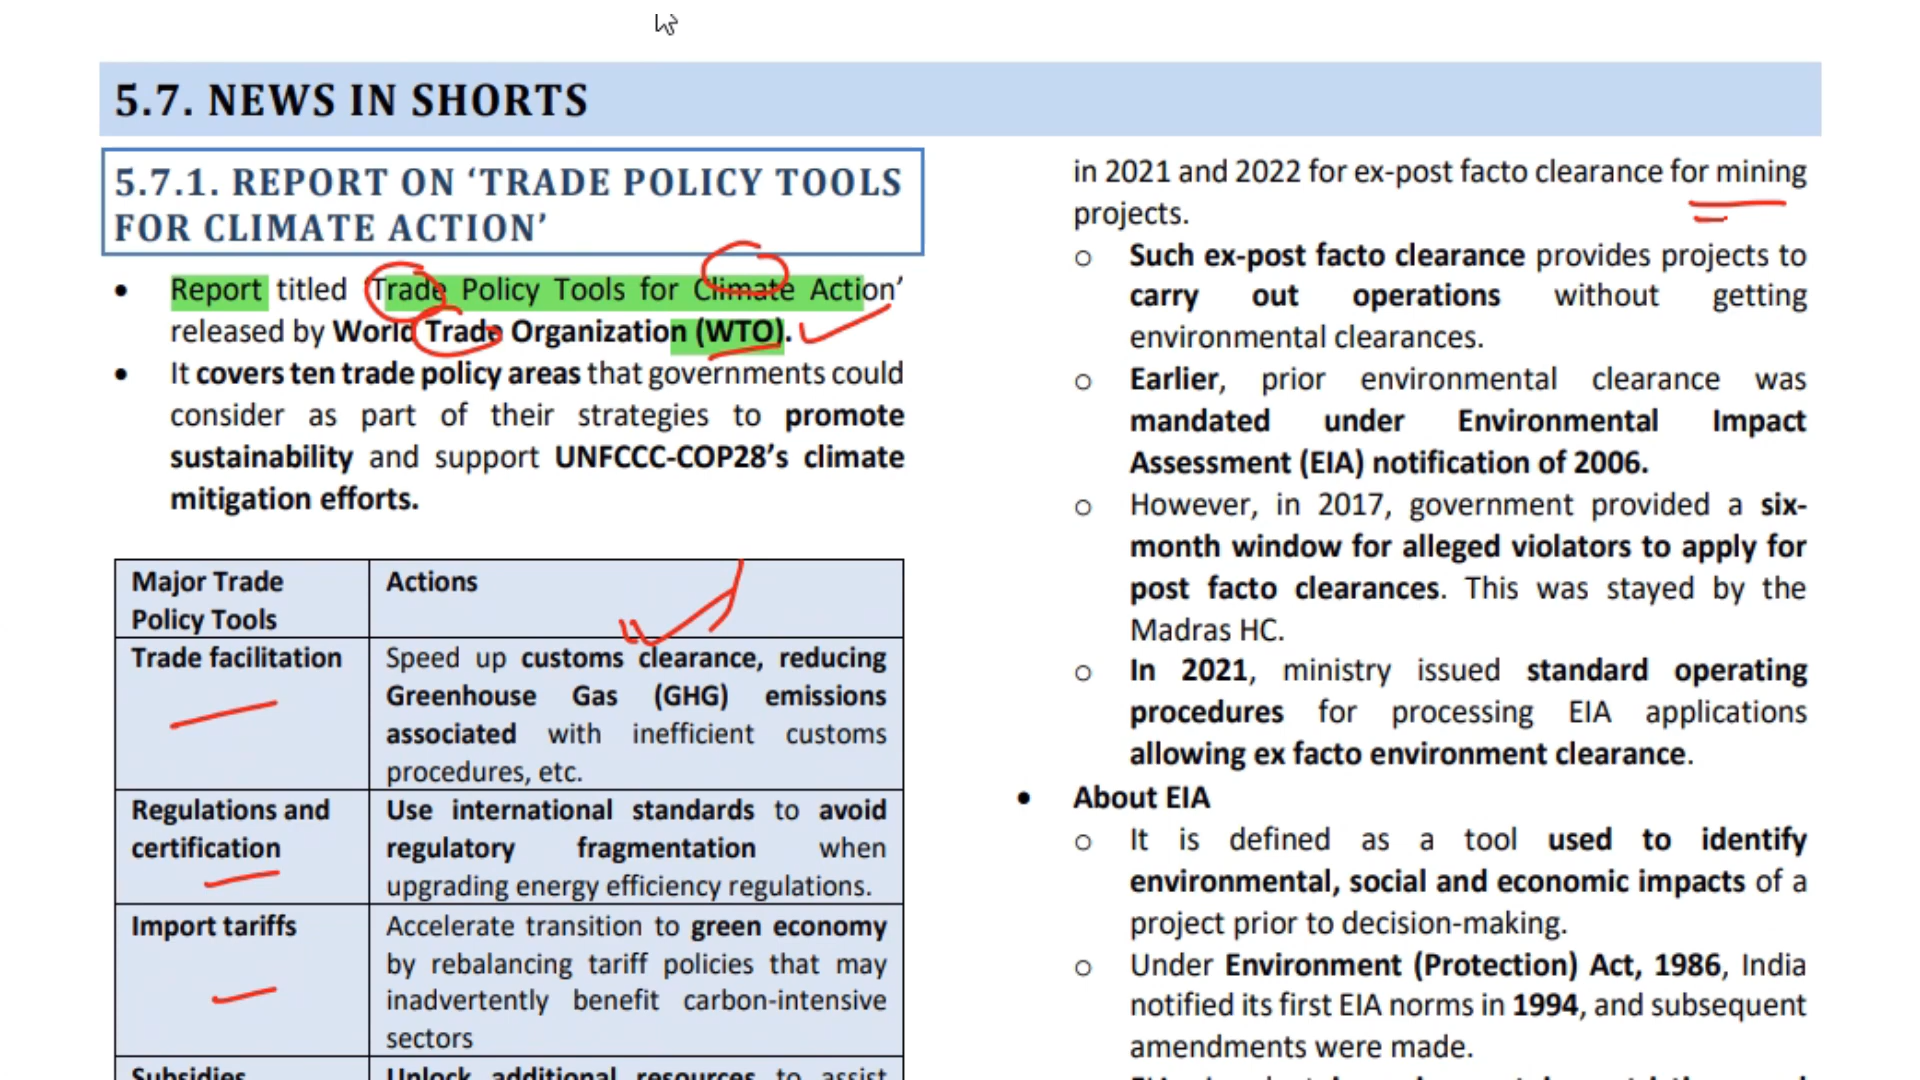 5.7. NEWS IN SHORTS
5.7.1. REPORT ON ‘TRADE POLICY TOOLS
FOR CLIMATE ACTION’
• Report titled ‘Trade Policy Tools for Climate Action’
released by World Trade Organization (WTO).
• It covers ten trade policy areas that governments could
consider as part of their strategies to promote
sustainability and support UNFCCC-COP28’s climate
mitigation efforts.
Major Trade
Policy Tools
Actions
Trade facilitation
Speed up customs clearance, reducing
Greenhouse Gas (GHG) emissions
associated with inefficient customs
procedures, etc.
Regulations and
certification
Use international standards to avoid
regulatory fragmentation when
upgrading energy efficiency regulations.
Import tariffs
Accelerate transition to green economy
by rebalancing tariff policies that may
inadvertently benefit carbon-intensive
sectors
Subsidies
Unlock additional resources to assist
in 2021 and 2022 for ex-post facto clearance for mining
projects.
o Such ex-post facto clearance provides projects to
carry out operations without getting
environmental clearances.
o Earlier, prior environmental clearance was
mandated under Environmental Impact
Assessment (EIA) notification of 2006.
o However, in 2017, government provided a six-
month window for alleged violators to apply for
post facto clearances. This was stayed by the
Madras HC.
o In 2021, ministry issued standard operating
procedures for processing EIA applications
allowing ex facto environment clearance.
• About EIA
o It is defined as a tool used to identify
environmental, social and economic impacts of a
project prior to decision-making.
o Under Environment (Protection) Act, 1986, India
notified its first EIA norms in 1994, and subsequent
amendments were made.